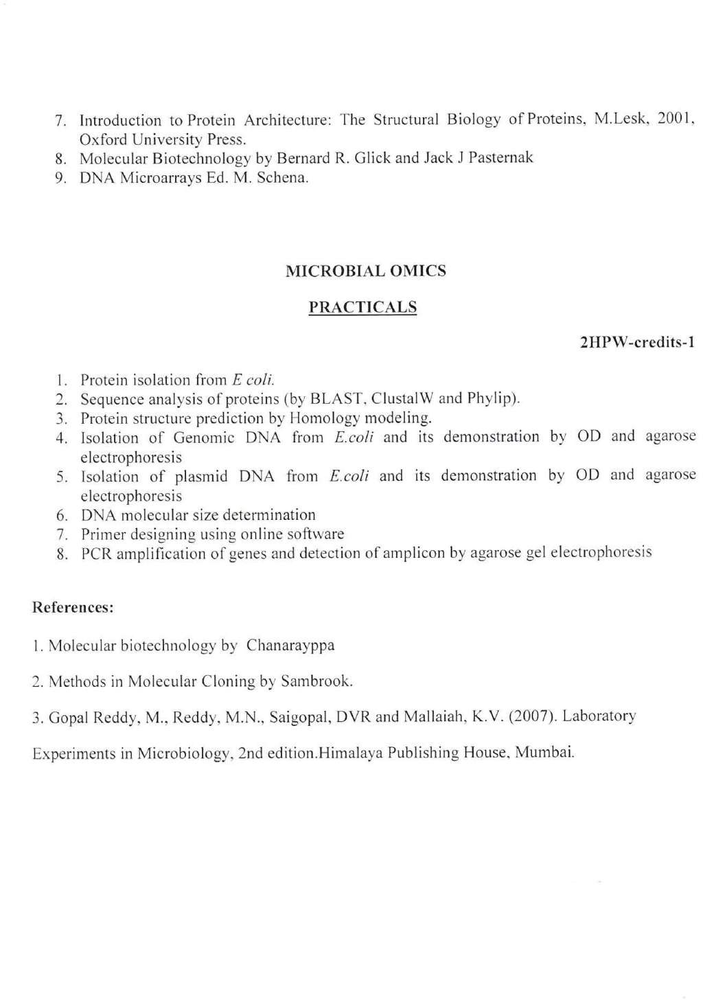 7. Introduction to Protein Architecture: The Structural Biology of Proteins, M.Lesk, 2001,
Oxford University Press.
8. Molecular Biotechnology by Bernard R. Glick and Jack J Pasternak
9. DNA Microarrays Ed. M. Schena.
MICROBIAL OMICS
PRACTICALS
2HPW-credits-1
1. Protein isolation from E coli.
2. Sequence analysis of proteins (by BLAST, ClustalW and Phylip).
3. Protein structure prediction by Homology modeling.
4. Isolation of Genomic DNA from E.coli and its demonstration by OD and agarose
electrophoresis
5. Isolation of plasmid DNA from E.coli and its demonstration by OD and agarose
electrophoresis
6. DNA molecular size determination
7. Primer designing using online software
8. PCR amplification of genes and detection of amplicon by agarose gel electrophoresis
References:
1. Molecular biotechnology by Chanarayppa
2. Methods in Molecular Cloning by Sambrook.
3. Gopal Reddy, M., Reddy, M.N., Saigopal, DVR and Mallaiah, K.V. (2007). Laboratory
Experiments in Microbiology, 2nd edition.Himalaya Publishing House, Mumbai.